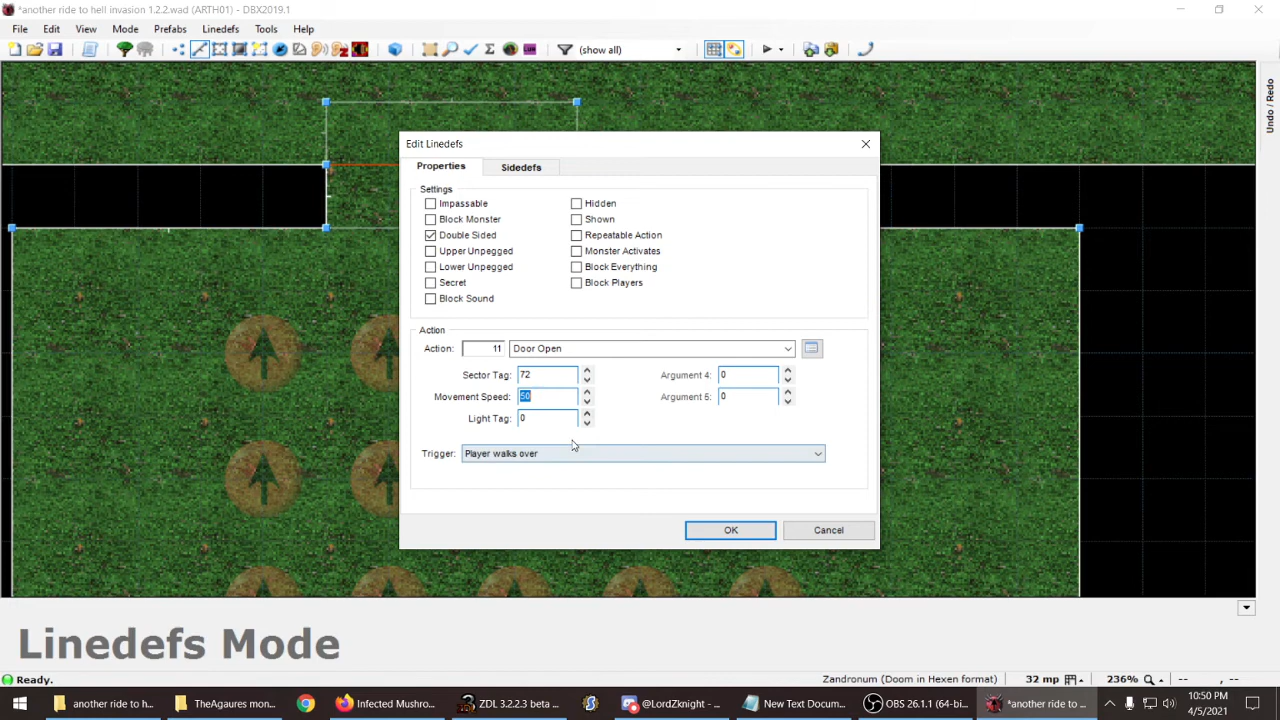 *another ride to hell invasion 1.2.2.wad (ARTH01) - DBX2019.1
File Edit View Mode Prefabs Linedefs Tools Help
(show all)
Undo / Redo
Edit Linedefs
Properties Sidedefs
Settings
Impassable Hidden
Block Monster Shown
Double Sided Repeatable Action
Upper Unpegged Monster Activates
Lower Unpegged Block Everything
Secret Block Players
Block Sound
Action
Action: 11 Door Open
Sector Tag: 72 Argument 4: 0
Movement Speed: 50 Argument 5: 0
Light Tag: 0
Trigger: Player walks over
OK Cancel
Linedefs Mode
Ready. Zandronum (Doom in Hexen format) 32 mp 236% -- , --
another ride to h... TheAgaures mon... Infected Mushro... ZDL 3.2.2.3 beta ... @LordZknight - ... New Text Docum... OBS 26.1.1 (64-bi... *another ride to ... 10:50 PM
4/5/2021